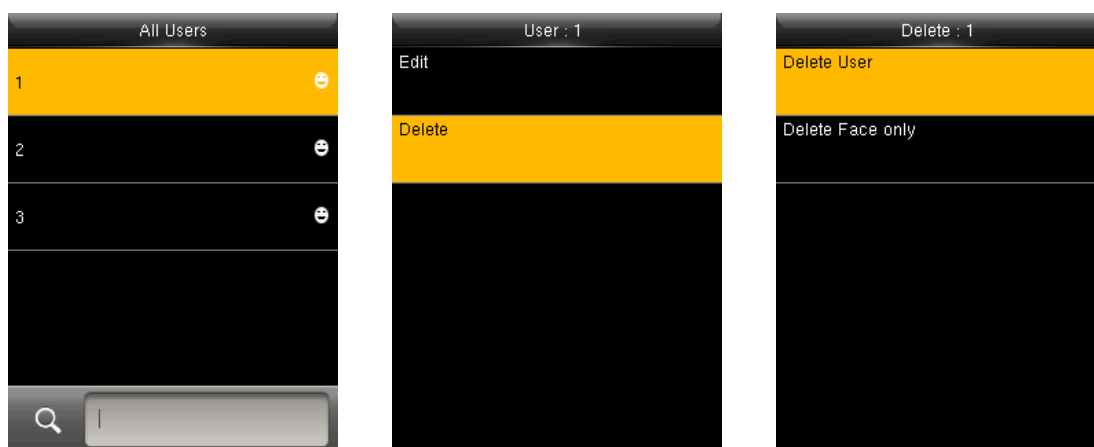 All Users
1
2
3
User : 1
Edit
Delete
Delete : 1
Delete User
Delete Face only